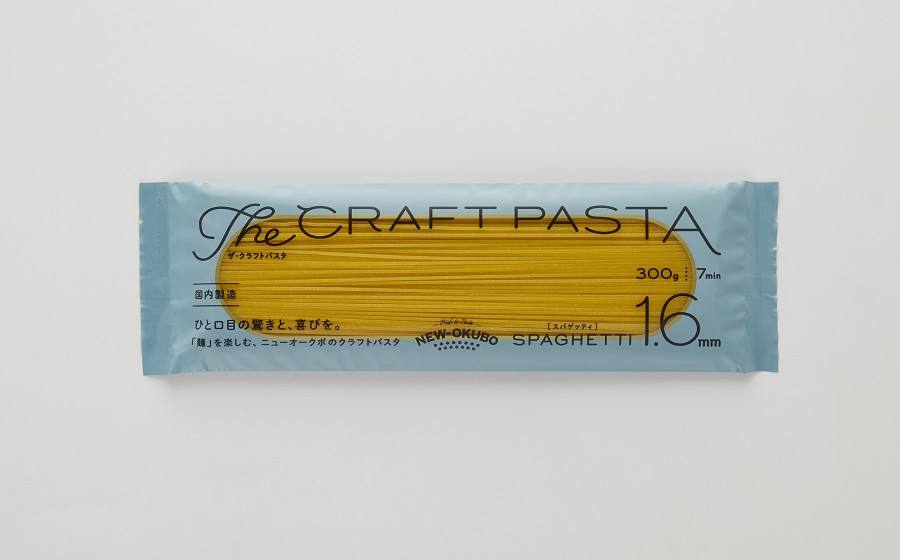 The CRAFT PASTA
ザ・クラフトパスタ
300g 7min
国内製造
ひと口目の驚きと、喜びを。
「麺」を楽しむ、ニューオークボのクラフトパスタ
NEW-OKUBO
[スパゲッティ]
SPAGHETTI 1.6mm